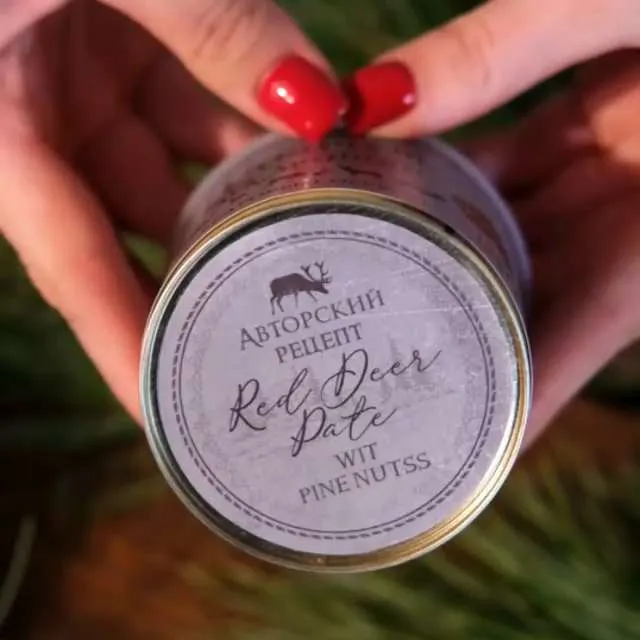 АВТОРСКИЙ
РЕЦЕПТ
Red Deer
Pate
WIT
PINE NUTSS